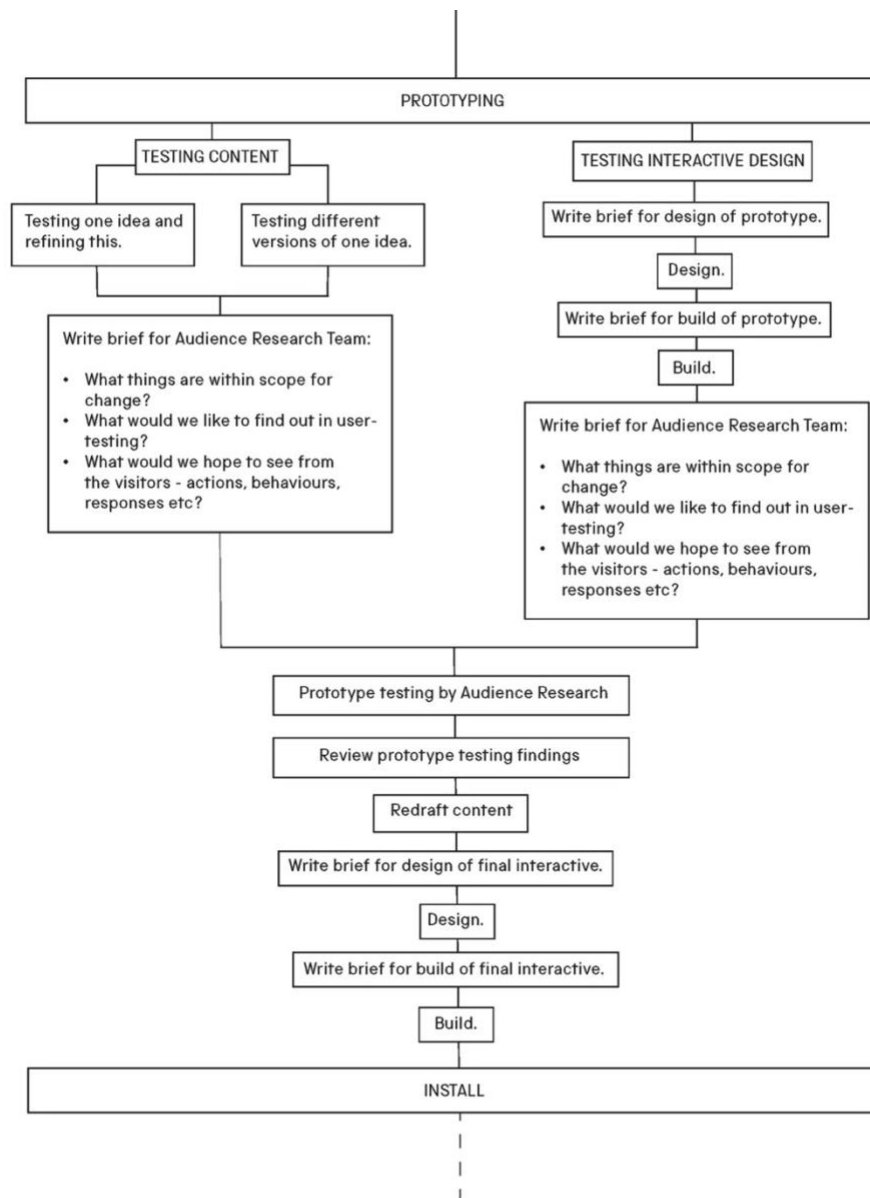 PROTOTYPING
TESTING CONTENT
Testing one idea and
refining this.
Testing different
versions of one idea.
Write brief for Audience Research Team:
• What things are within scope for
change?
• What would we like to find out in user-
testing?
• What would we hope to see from
the visitors - actions, behaviours,
responses etc?
TESTING INTERACTIVE DESIGN
Write brief for design of prototype.
Design.
Write brief for build of prototype.
Build.
Write brief for Audience Research Team:
• What things are within scope for
change?
• What would we like to find out in user-
testing?
• What would we hope to see from
the visitors - actions, behaviours,
responses etc?
Prototype testing by Audience Research
Review prototype testing findings
Redraft content
Write brief for design of final interactive.
Design.
Write brief for build of final interactive.
Build.
INSTALL